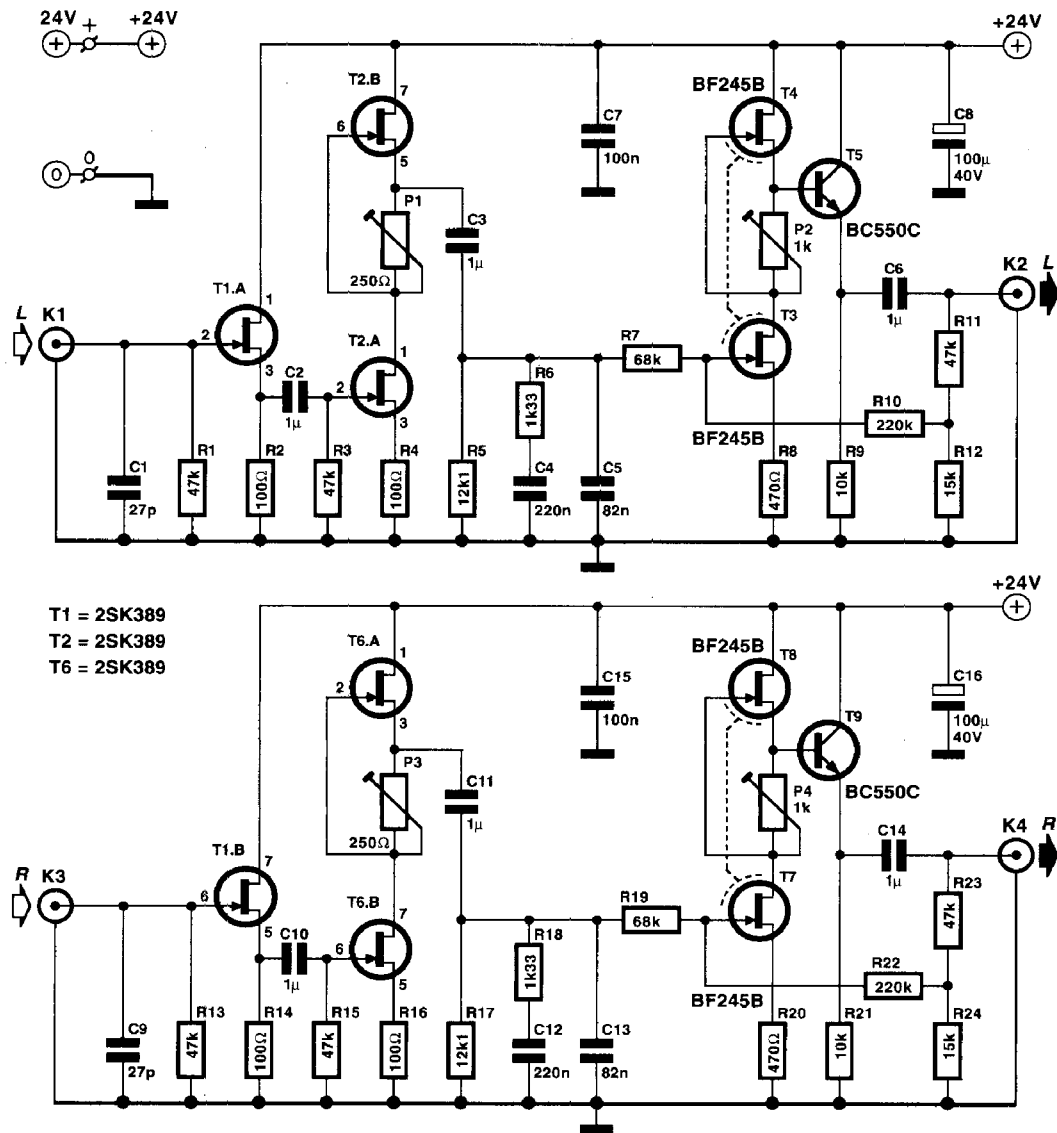 24V + +24V
+24V
T2.B
7
6
5
BF245B
T4
C7
100n
C8
100µ
40V
T5
BC550C
P1
250Ω
C3
1µ
P2
1k
0 0
L
K1
T1.A
1
2
3
C2
1µ
T2.A
1
2
3
C6
1µ
K2
L
T3
BF245B
R7
68k
R6
1k33
R11
47k
R10
220k
C1
27p
R1
47k
R2
100Ω
R3
47k
R4
100Ω
R5
12k1
C4
220n
C5
82n
R8
470Ω
R9
10k
R12
15k
+24V
T1 = 2SK389
T2 = 2SK389
T6 = 2SK389
T6.A
1
2
3
BF245B
T8
C15
100n
C16
100µ
40V
T9
BC550C
P3
250Ω
C11
1µ
P4
1k
R
K3
T1.B
7
6
5
C10
1µ
T6.B
7
6
5
C14
1µ
K4
R
T7
BF245B
R19
68k
R18
1k33
R23
47k
R22
220k
C9
27p
R13
47k
R14
100Ω
R15
47k
R16
100Ω
R17
12k1
C12
220n
C13
82n
R20
470Ω
R21
10k
R24
15k